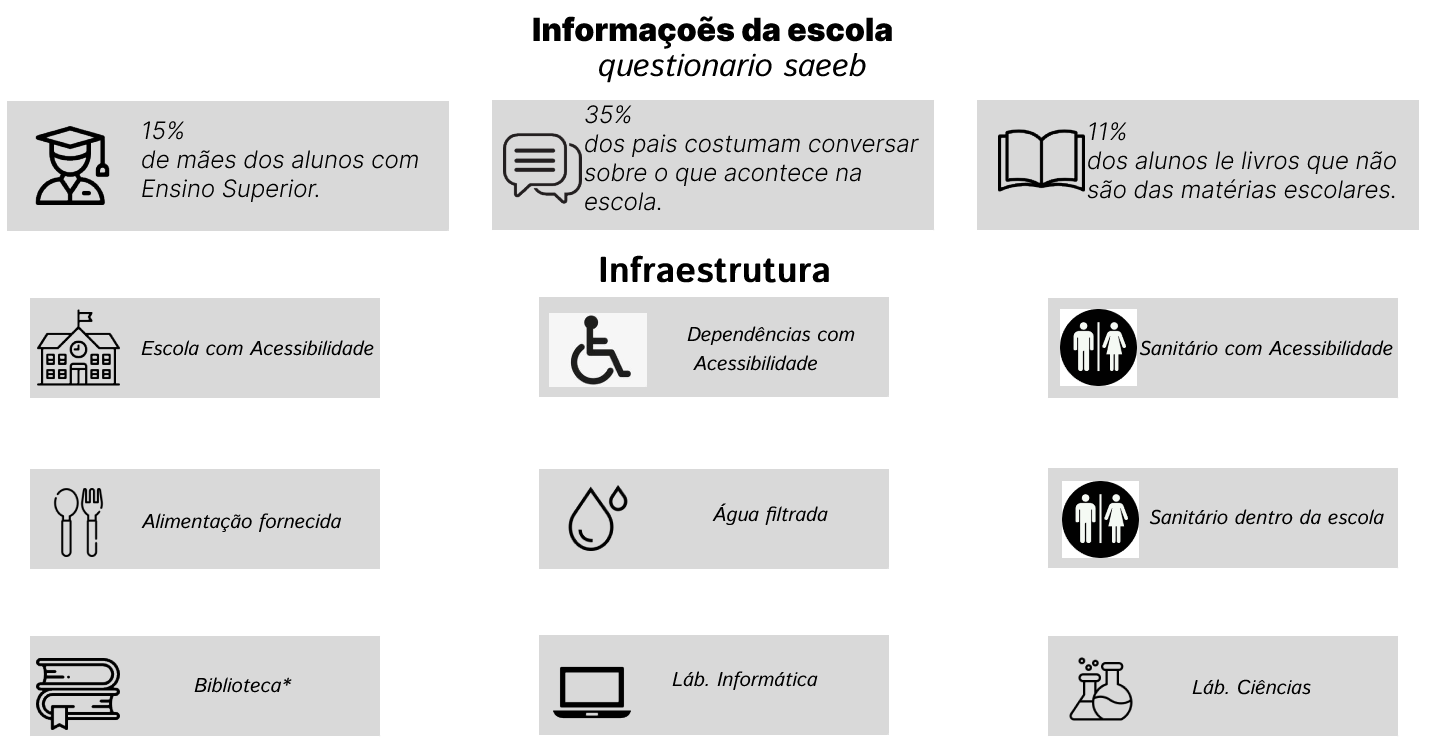 Informaçoẽs da escola
questionario saeeb
15%
de mães dos alunos com
Ensino Superior.
35%
dos pais costumam conversar
sobre o que acontece na
escola.
11%
dos alunos le livros que não
são das matérias escolares.
Infraestrutura
Escola com Acessibilidade
Dependências com
Acessibilidade
Sanitário com Acessibilidade
Alimentação fornecida
Água filtrada
Sanitário dentro da escola
Biblioteca*
Láb. Informática
Láb. Ciências